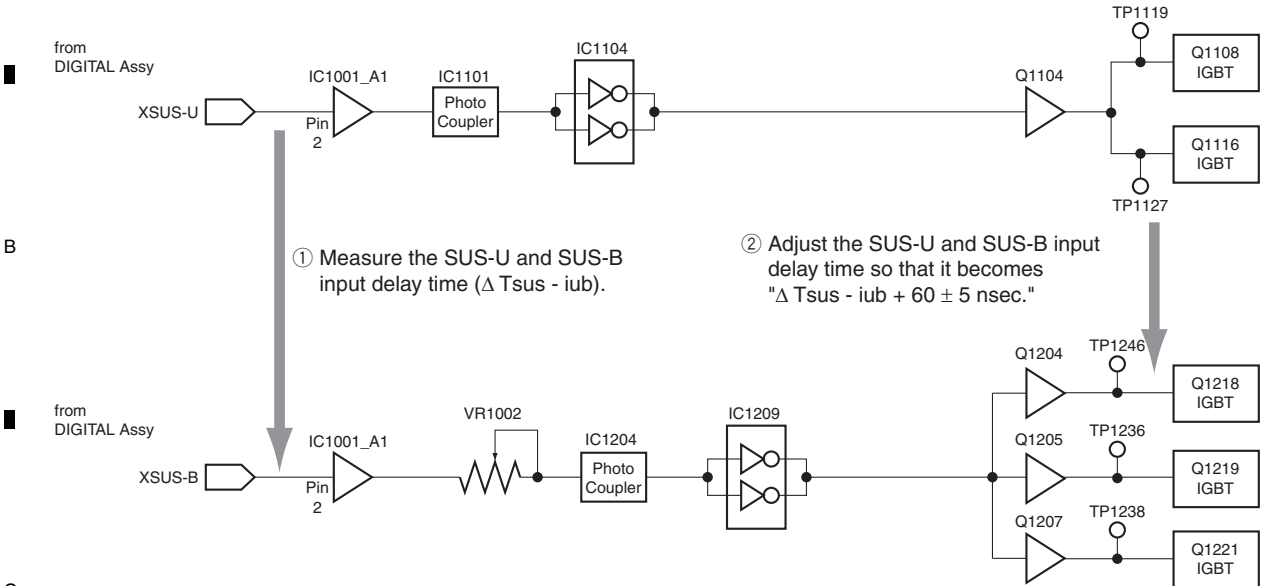 from
DIGITAL Assy
XSUS-U
IC1001_A1
Pin
2
IC1101
Photo
Coupler
IC1104
Q1104
TP1119
Q1108
IGBT
Q1116
IGBT
TP1127
B
① Measure the SUS-U and SUS-B
input delay time (Δ Tsus - iub).
② Adjust the SUS-U and SUS-B input
delay time so that it becomes
"Δ Tsus - iub + 60 ± 5 nsec."
from
DIGITAL Assy
XSUS-B
IC1001_A1
Pin
2
VR1002
IC1204
Photo
Coupler
IC1209
Q1204
TP1246
Q1218
IGBT
Q1205
TP1236
Q1219
IGBT
Q1207
TP1238
Q1221
IGBT